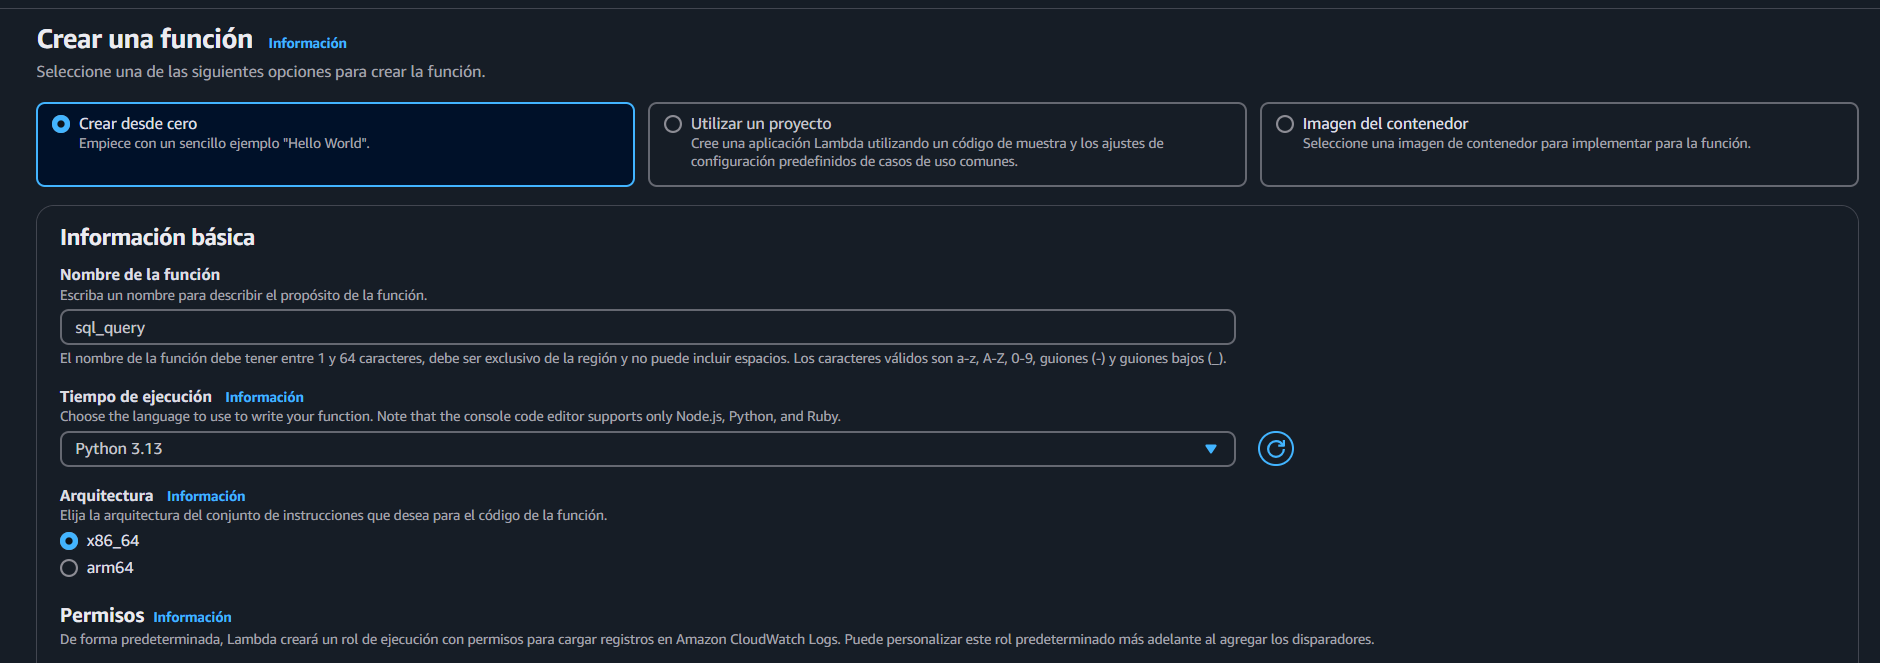 Crear una función Información
Seleccione una de las siguientes opciones para crear la función.
Crear desde cero
Empiece con un sencillo ejemplo "Hello World".
Utilizar un proyecto
Cree una aplicación Lambda utilizando un código de muestra y los ajustes de
configuración predefinidos de casos de uso comunes.
Imagen del contenedor
Seleccione una imagen de contenedor para implementar para la función.
Información básica
Nombre de la función
Escriba un nombre para describir el propósito de la función.
sql_query
El nombre de la función debe tener entre 1 y 64 caracteres, debe ser exclusivo de la región y no puede incluir espacios. Los caracteres válidos son a-z, A-Z, 0-9, guiones (-) y guiones bajos (_).
Tiempo de ejecución Información
Choose the language to use to write your function. Note that the console code editor supports only Node.js, Python, and Ruby.
Python 3.13
Arquitectura Información
Elija la arquitectura del conjunto de instrucciones que desea para el código de la función.
x86_64
arm64
Permisos Información
De forma predeterminada, Lambda creará un rol de ejecución con permisos para cargar registros en Amazon CloudWatch Logs. Puede personalizar este rol predeterminado más adelante al agregar los disparadores.